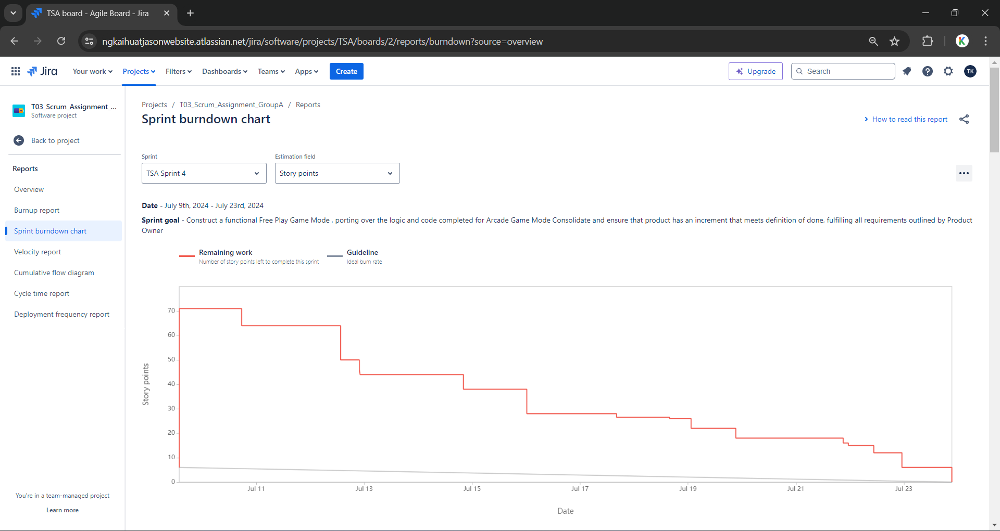 TSA board - Agile Board - Jira
ngkaihuatjasonwebsite.atlassian.net/jira/software/projects/TSA/boards/2/reports/burndown?source=overview
K
Jira
Your work
Projects
Filters
Dashboards
Teams
Apps
Create
Upgrade
Search
TK
T03_Scrum_Assignment_...
Software project
Back to project
Reports
Overview
Burnup report
Sprint burndown chart
Velocity report
Cumulative flow diagram
Cycle time report
Deployment frequency report
You're in a team-managed project
Learn more
Projects / T03_Scrum_Assignment_GroupA / Reports
Sprint burndown chart
How to read this report
Sprint
TSA Sprint 4
Estimation field
Story points
Date - July 9th, 2024 - July 23rd, 2024
Sprint goal - Construct a functional Free Play Game Mode , porting over the logic and code completed for Arcade Game Mode Consolidate and ensure that product has an increment that meets definition of done, fulfilling all requirements outlined by Product
Owner
Remaining work
Number of story points left to complete this sprint
Guideline
Ideal burn rate
Story points
70
60
50
40
30
20
10
0
Jul 11
Jul 13
Jul 15
Jul 17
Jul 19
Jul 21
Jul 23
Date